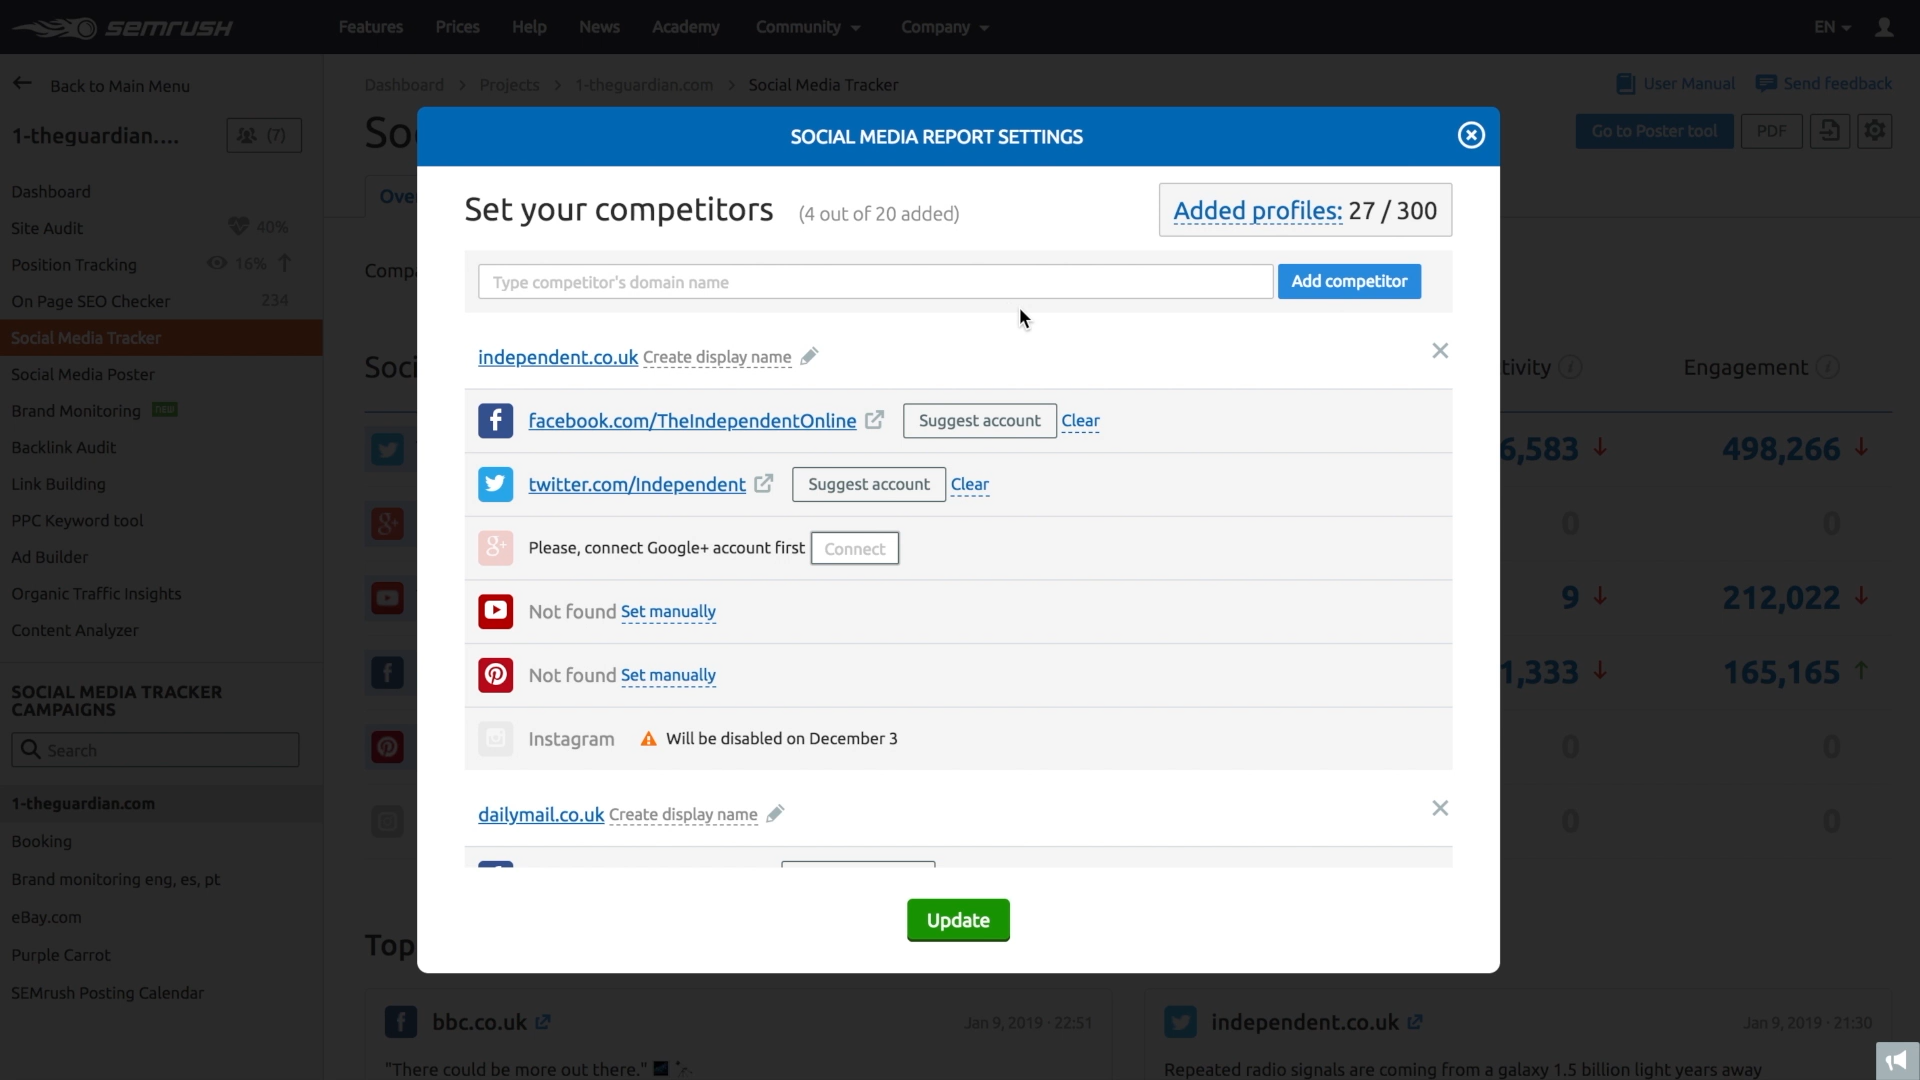 SEMRUSH
Features
Prices
Help
News
Academy
Community
Company
EN
Back to Main Menu
Dashboard > Projects > 1-theguardian.com > Social Media Tracker
User Manual
Send feedback
1-theguardian....
(7)
Go to Poster tool
PDF
SOCIAL MEDIA REPORT SETTINGS
Set your competitors (4 out of 20 added)
Added profiles: 27 / 300
Type competitor's domain name
Add competitor
independent.co.uk Create display name
facebook.com/TheIndependentOnline Suggest account Clear
twitter.com/Independent Suggest account Clear
Please, connect Google+ account first Connect
Not found Set manually
Not found Set manually
Instagram Will be disabled on December 3
dailymail.co.uk Create display name
Update
Dashboard
Site Audit 40%
Position Tracking 16%
On Page SEO Checker 234
Social Media Tracker
Social Media Poster
Brand Monitoring new
Backlink Audit
Link Building
PPC Keyword tool
Ad Builder
Organic Traffic Insights
Content Analyzer
SOCIAL MEDIA TRACKER
CAMPAIGNS
Search
1-theguardian.com
Booking
Brand monitoring eng, es, pt
eBay.com
Purple Carrot
SEMrush Posting Calendar
Engagement
6,583 498,266
0 0
9 212,022
1,333 165,165
0 0
0 0
Top
bbc.co.uk Jan 9, 2019 · 22:51
"There could be more out there."
independent.co.uk Jan 9, 2019 · 21:30
Repeated radio signals are coming from a galaxy 1.5 billion light years away